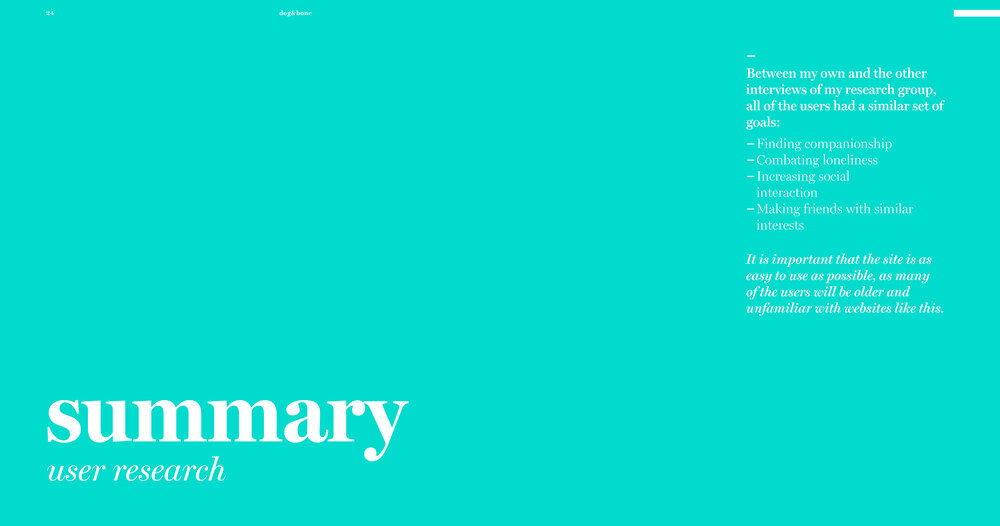 24
dog&bone
–
Between my own and the other
interviews of my research group,
all of the users had a similar set of
goals:
– Finding companionship
– Combating loneliness
– Increasing social
interaction
– Making friends with similar
interests
It is important that the site is as
easy to use as possible, as many
of the users will be older and
unfamiliar with websites like this.
summary
user research